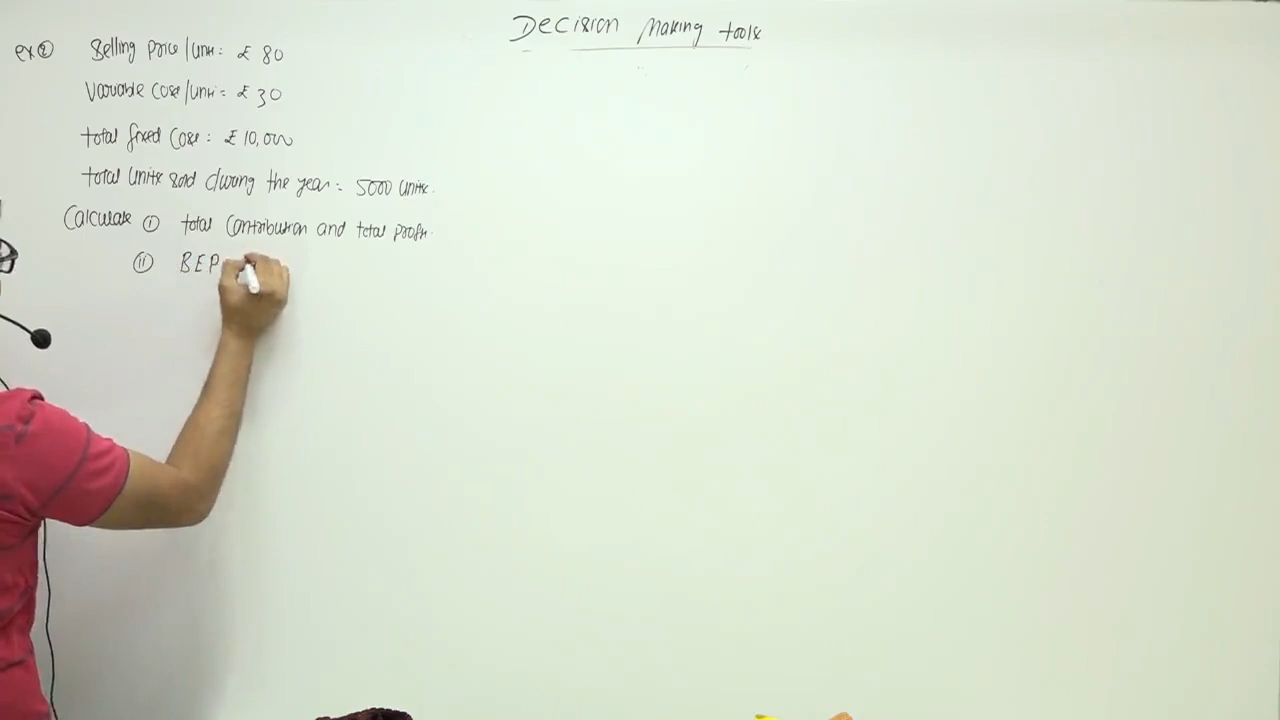 Decision Making tools
ex② Selling price/unit: £ 80
Variable cost/unit = £ 30
total fixed cost: £ 10,000
total units sold during the year = 5000 units.
Calculate ① total contribution and total profit.
② BEP